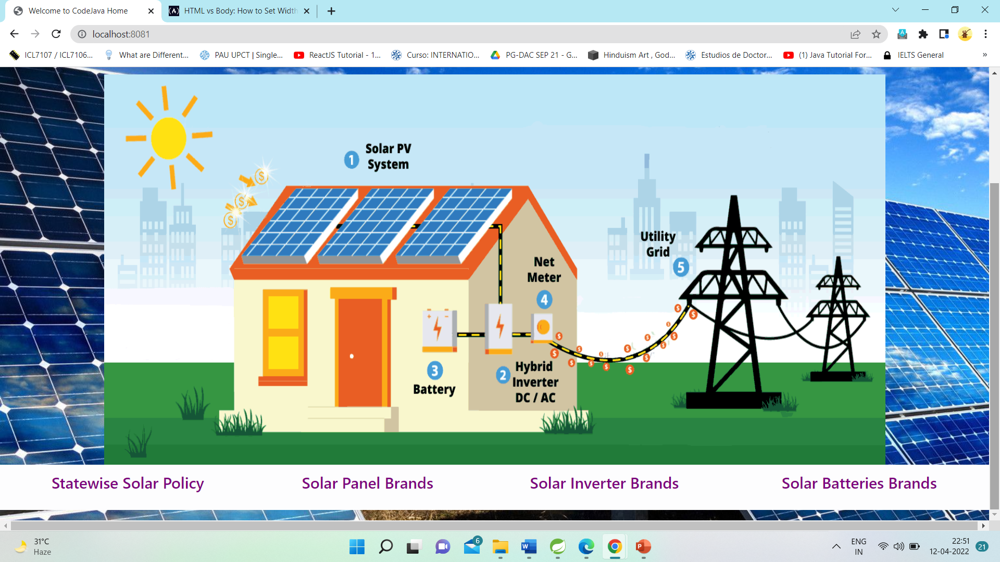 Welcome to CodeJava Home
HTML vs Body: How to Set Width
localhost:8081
ICL7107 / ICL7106...
What are Different...
PAU UPCT | Single...
ReactJS Tutorial - 1...
Curso: INTERNATIO...
PG-DAC SEP 21 - G...
Hinduism Art , God...
Estudios de Doctor...
(1) Java Tutorial For...
IELTS General
»
1
Solar PV
System
Utility
Grid
5
Net
Meter
4
3
Battery
2
Hybrid
Inverter
DC / AC
Statewise Solar Policy
Solar Panel Brands
Solar Inverter Brands
Solar Batteries Brands
31°C
Haze
6
ENG
IN
22:51
12-04-2022
21